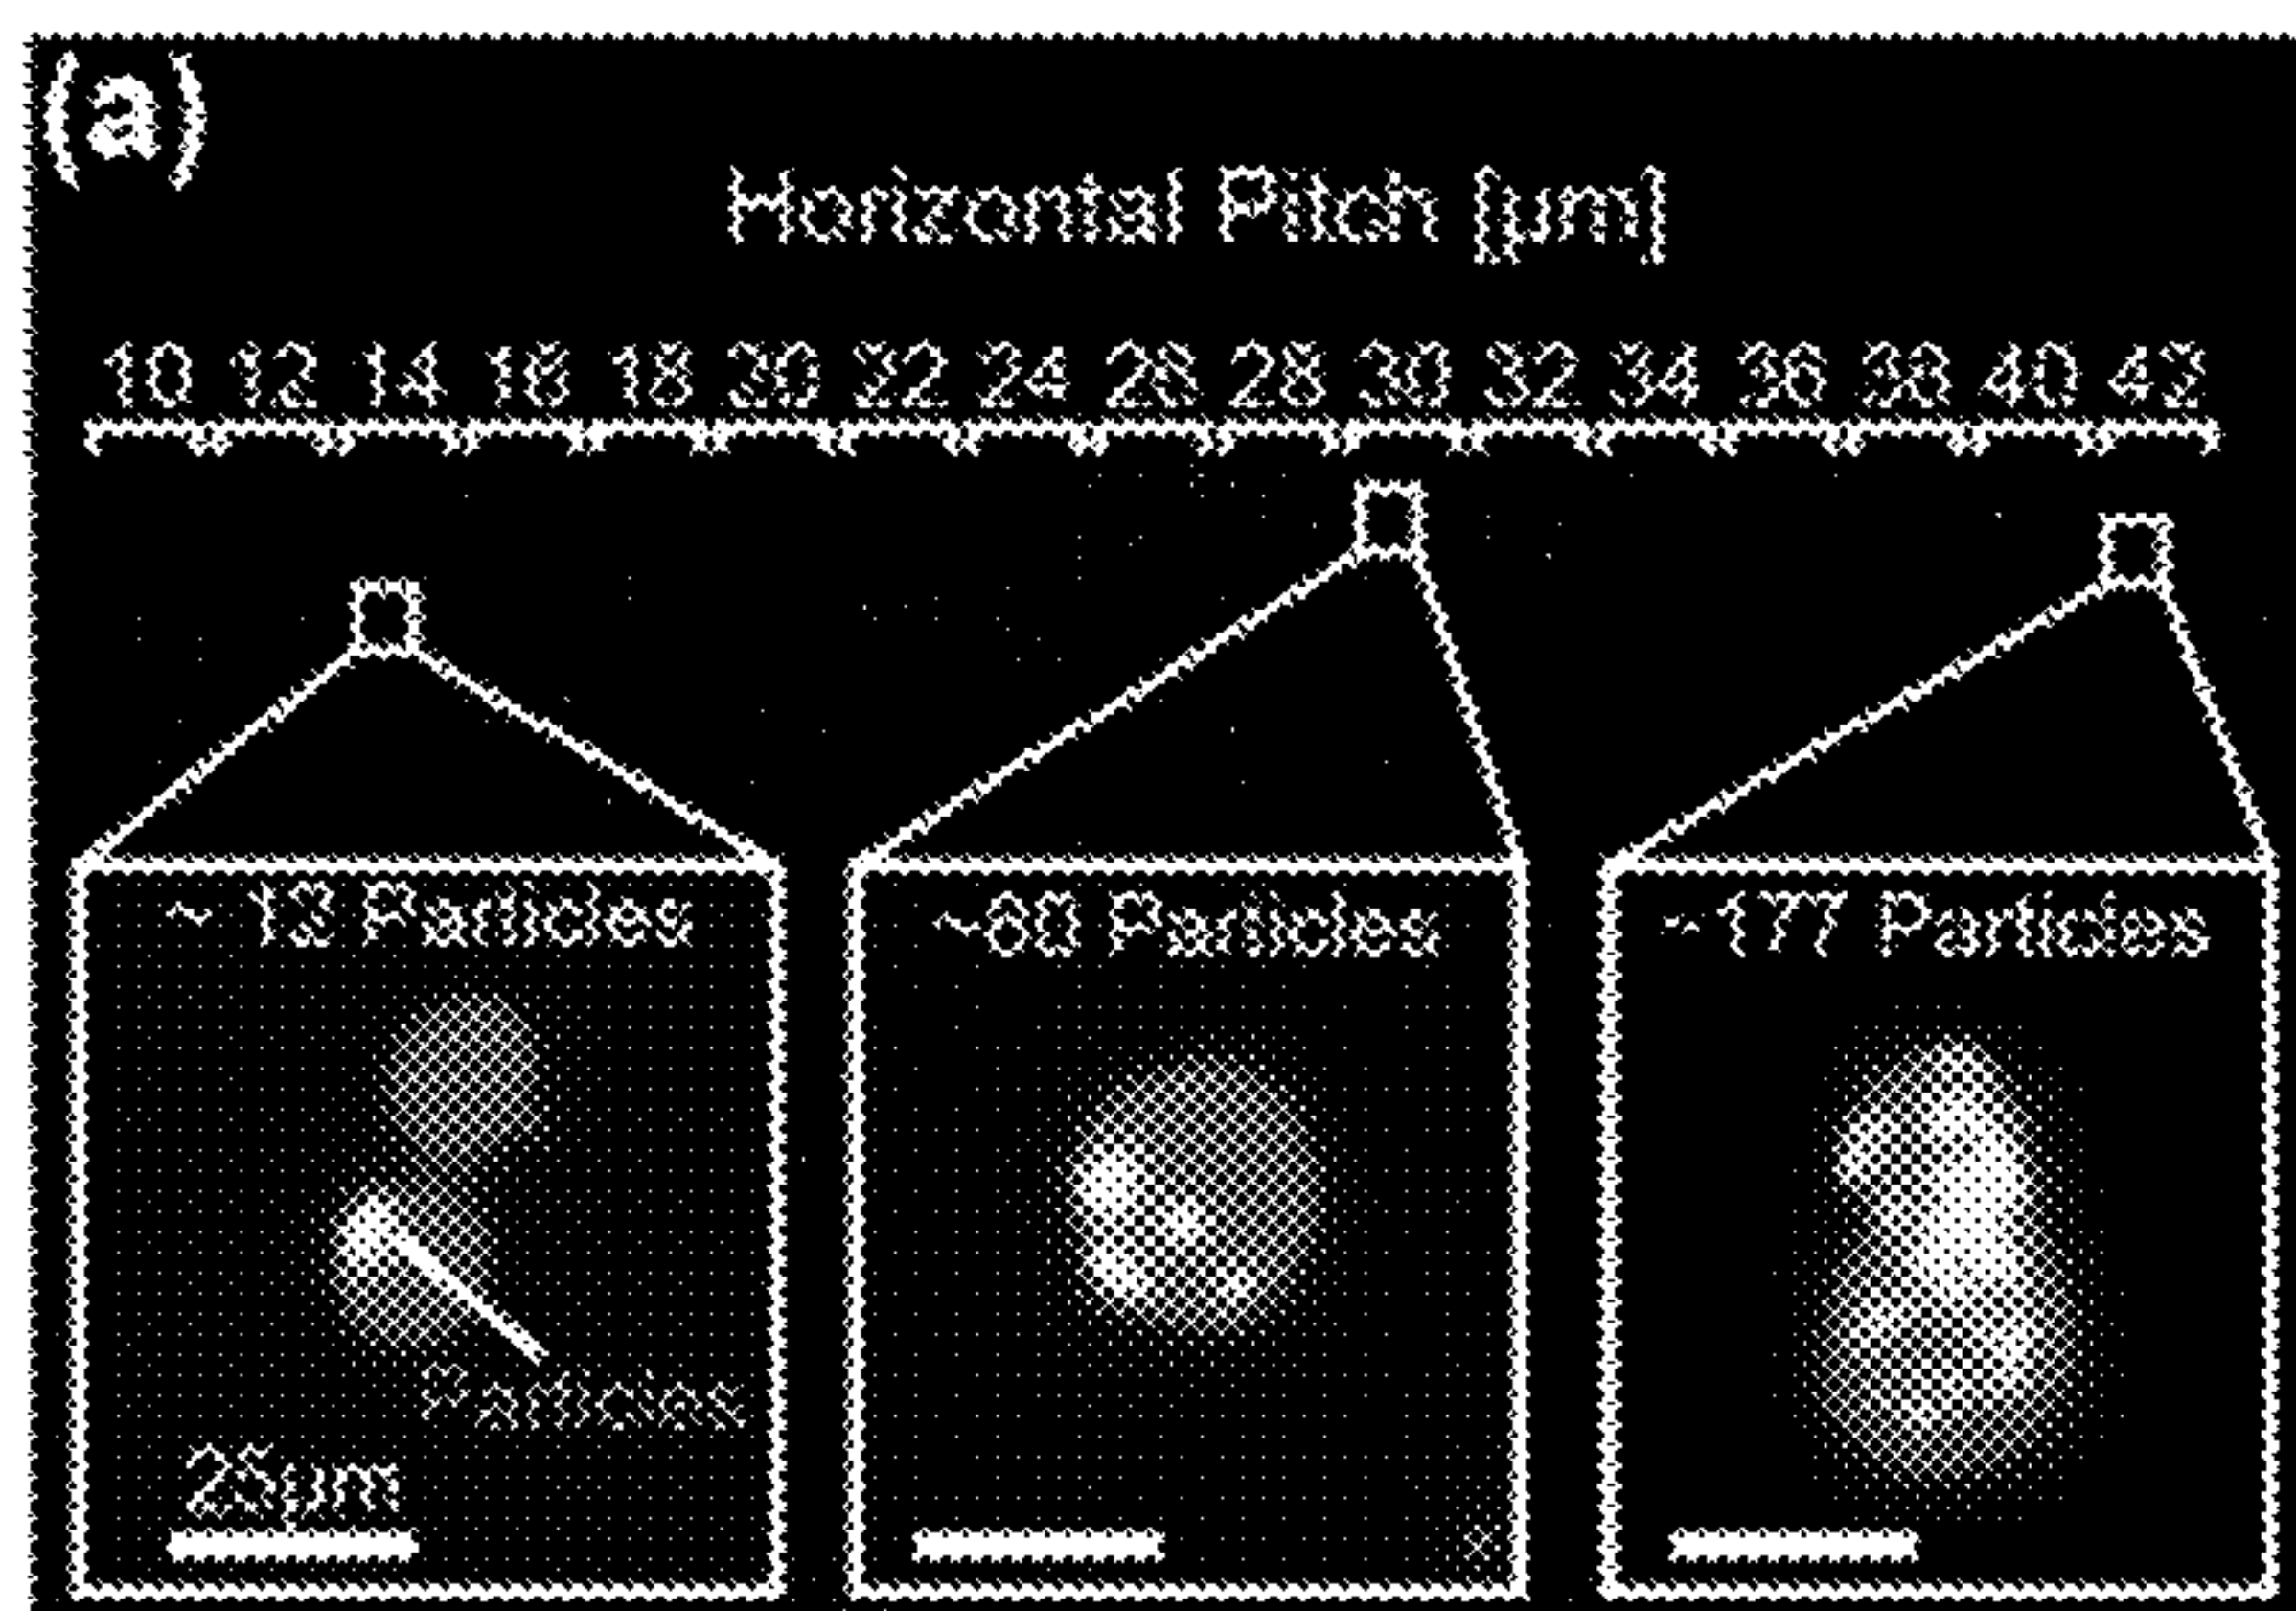 (a)
Horizontal Pitch [μm]
10 12 14 16 18 20 22 24 26 28 30 32 34 36 38 40 42
~ 13 Particles
~60 Particles
~177 Particles
Particles
25μm